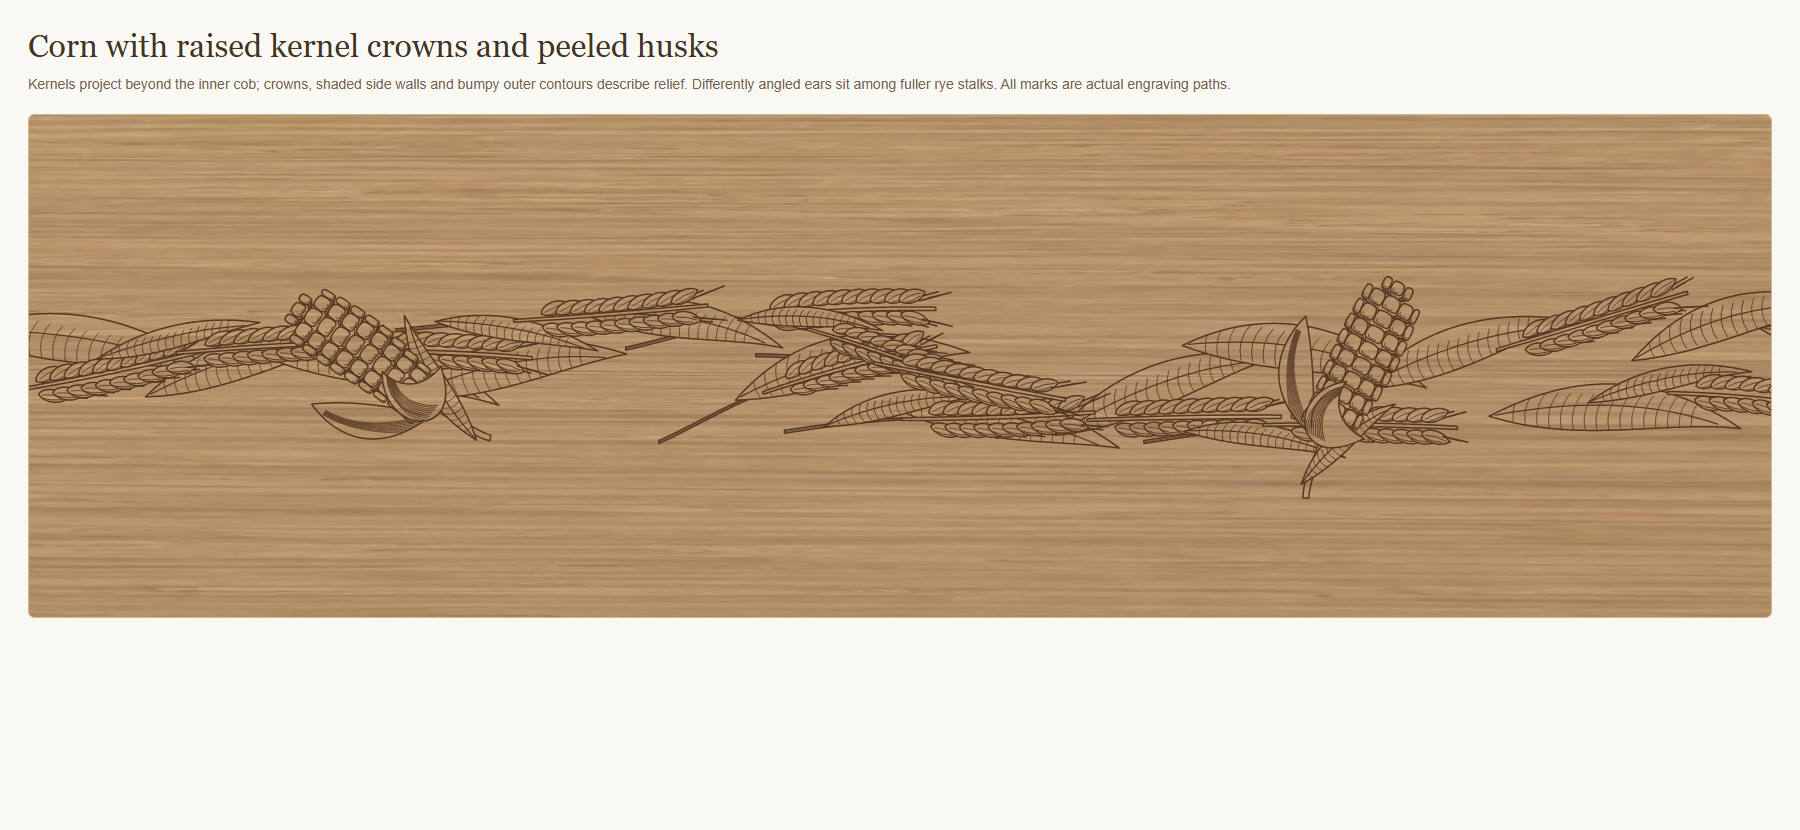 Corn with raised kernel crowns and peeled husks
Kernels project beyond the inner cob; crowns, shaded side walls and bumpy outer contours describe relief. Differently angled ears sit among fuller rye stalks. All marks are actual engraving paths.